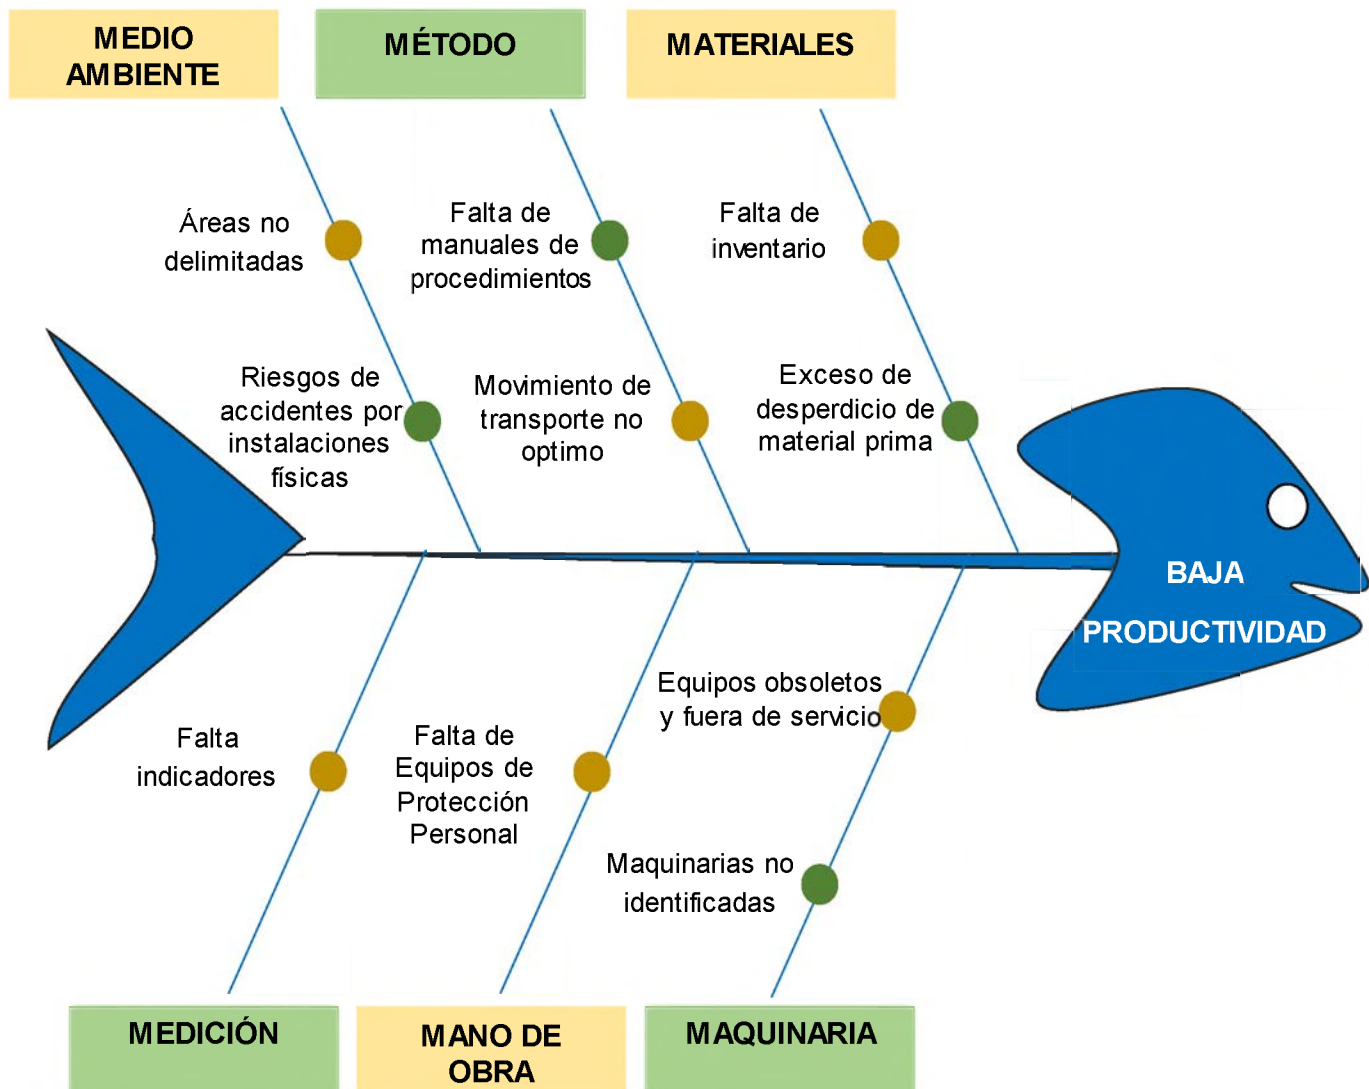 MEDIO
AMBIENTE
MÉTODO
MATERIALES
Áreas no
delimitadas
Falta de
manuales de
procedimientos
Falta de
inventario
Riesgos de
accidentes por
instalaciones
físicas
Movimiento de
transporte no
optimo
Exceso de
desperdicio de
material prima
BAJA
PRODUCTIVIDAD
Falta
indicadores
Falta de
Equipos de
Protección
Personal
Equipos obsoletos
y fuera de servicio
Maquinarias no
identificadas
MEDICIÓN
MANO DE
OBRA
MAQUINARIA